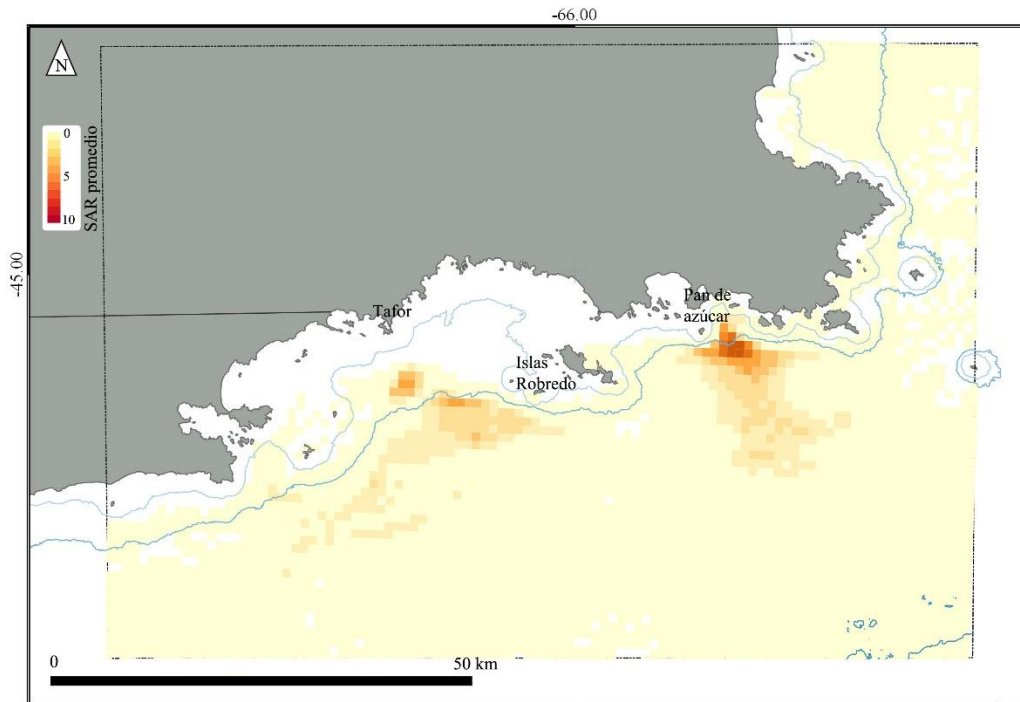 -66.00
N
0
5
10
SAR promedio
-45.00
Tafor
Pan de
azúcar
Islas
Robredo
0
50 km